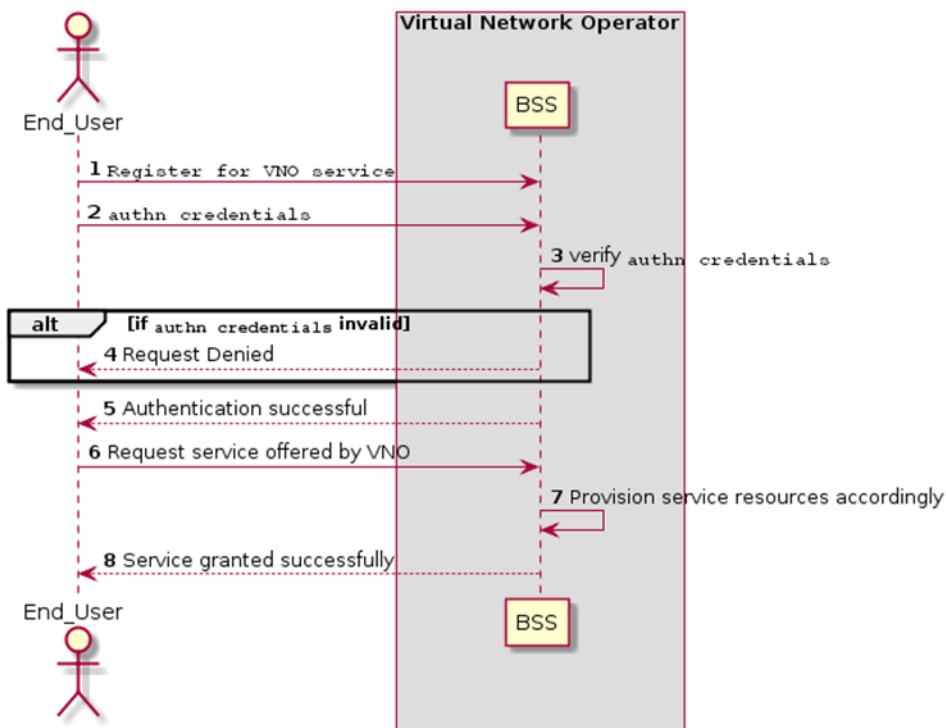 Virtual Network Operator
End_User
BSS
1 Register for VNO service
2 authn credentials
3 verify authn credentials
alt [if authn credentials invalid]
4 Request Denied
5 Authentication successful
6 Request service offered by VNO
7 Provision service resources accordingly
8 Service granted successfully
End_User
BSS